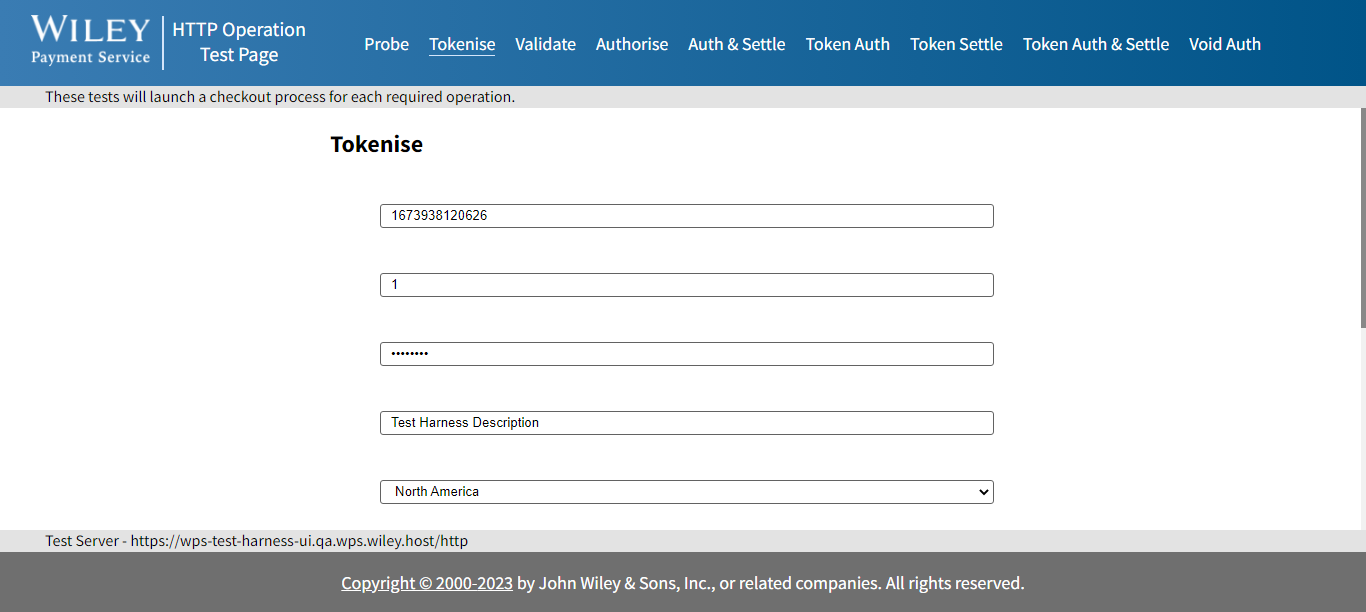 WILEY
Payment Service
HTTP Operation
Test Page
Probe Tokenise Validate Authorise Auth & Settle Token Auth Token Settle Token Auth & Settle Void Auth
These tests will launch a checkout process for each required operation.
Tokenise
1673938120626
1
••••••••
Test Harness Description
North America
Test Server - https://wps-test-harness-ui.qa.wps.wiley.host/http
Copyright © 2000-2023 by John Wiley & Sons, Inc., or related companies. All rights reserved.